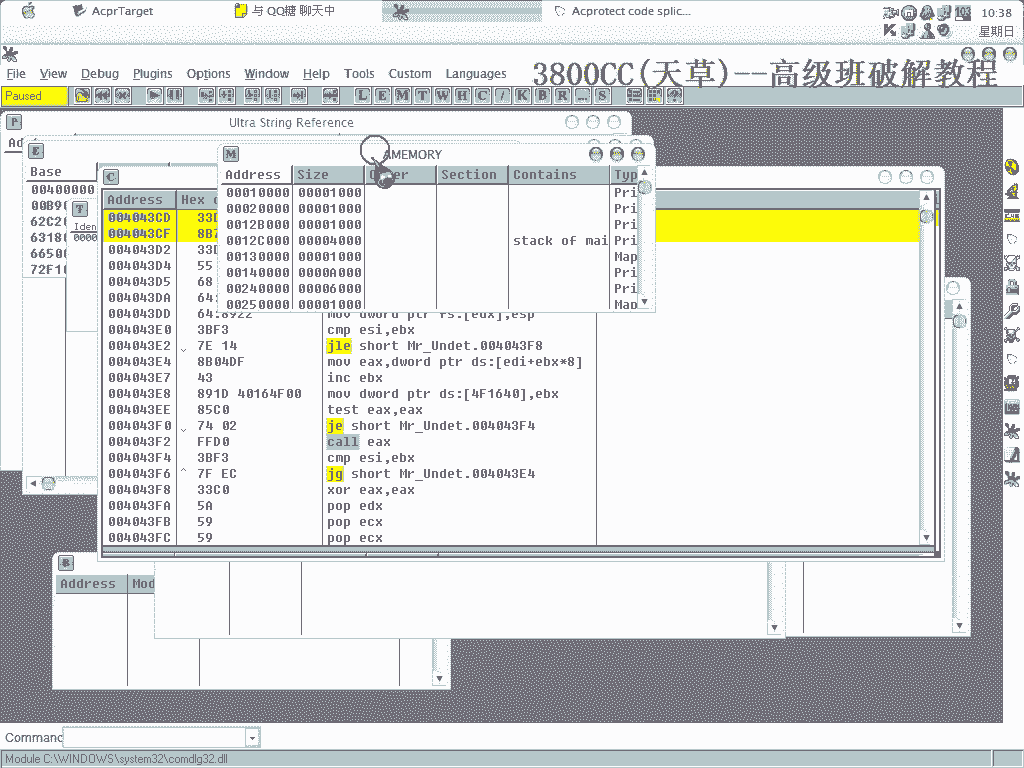 AcprTarget
与 QQ糖 聊天中
Acprotect code splic...
103
10:38
星期日
File View Debug Plugins Options Window Help Tools Custom Languages
3800CC(天草)--高级班破解教程
Paused
L E M T W H C / K B R ... S
P
Ultra String Reference
E
M
AMEMORY
Base
Address Size Section Contains Typ
00400000
C
00010000 00001000 Pri
00020000 00001000 Pri
0012B000 00001000 Pri
0012C000 00004000 stack of mai Pri
00130000 00001000 Map
00140000 0000A000 Pri
00240000 00006000 Pri
00250000 00001000 Map
T
Iden
0000
Address Hex
004043CD 33D
004043CF 8B7
004043D2 33D
004043D4 55
004043D5 68
004043DA 64:
004043DD 64:8922 mov dword ptr fs:[edx],esp
004043E0 3BF3 cmp esi,ebx
004043E2 7E 14 jle short Mr_Undet.004043F8
004043E4 8B04DF mov eax,dword ptr ds:[edi+ebx*8]
004043E7 43 inc ebx
004043E8 891D 40164F00 mov dword ptr ds:[4F1640],ebx
004043EE 85C0 test eax,eax
004043F0 74 02 je short Mr_Undet.004043F4
004043F2 FFD0 call eax
004043F4 3BF3 cmp esi,ebx
004043F6 7F EC jg short Mr_Undet.004043E4
004043F8 33C0 xor eax,eax
004043FA 5A pop edx
004043FB 59 pop ecx
004043FC 59 pop ecx
00B9
62C2
6318
6650
72F1
B
Address Mod
Command
Module C:\WINDOWS\system32\comdlg32.dll